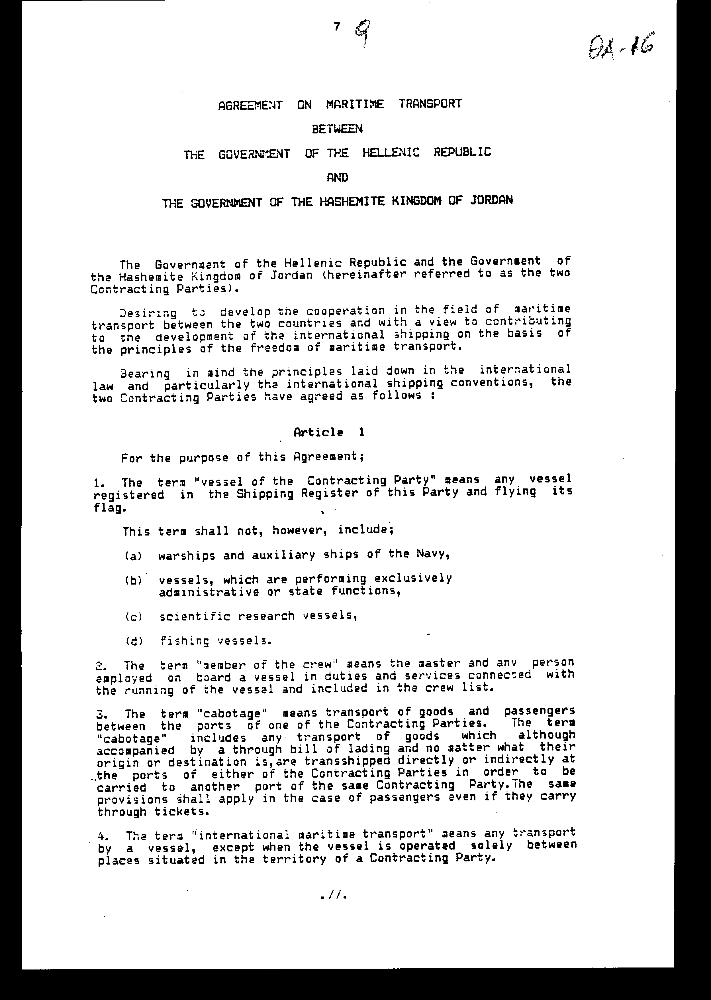 7 9
ΘA-16
AGREEMENT ON MARITIME TRANSPORT
BETWEEN
THE GOVERNMENT OF THE HELLENIC REPUBLIC
AND
THE GOVERNMENT OF THE HASHEMITE KINGDOM OF JORDAN
The Government of the Hellenic Republic and the Government of
the Hashemite Kingdom of Jordan (hereinafter referred to as the two
Contracting Parties).
Desiring to develop the cooperation in the field of maritime
transport between the two countries and with a view to contributing
to the development of the international shipping on the basis of
the principles of the freedom of maritime transport.
Bearing in mind the principles laid down in the international
law and particularly the international shipping conventions, the
two Contracting Parties have agreed as follows :
Article 1
For the purpose of this Agreement;
1. The term "vessel of the Contracting Party" means any vessel
registered in the Shipping Register of this Party and flying its
flag.
This term shall not, however, include;
(a) warships and auxiliary ships of the Navy,
(b) vessels, which are performing exclusively
administrative or state functions,
(c) scientific research vessels,
(d) fishing vessels.
2. The term "member of the crew" means the master and any person
employed on board a vessel in duties and services connected with
the running of the vessel and included in the crew list.
3. The term "cabotage" means transport of goods and passengers
between the ports of one of the Contracting Parties. The term
"cabotage" includes any transport of goods which although
accompanied by a through bill of lading and no matter what their
origin or destination is,are transshipped directly or indirectly at
the ports of either of the Contracting Parties in order to be
carried to another port of the same Contracting Party.The same
provisions shall apply in the case of passengers even if they carry
through tickets.
4. The term "international maritime transport" means any transport
by a vessel, except when the vessel is operated solely between
places situated in the territory of a Contracting Party.
.//.